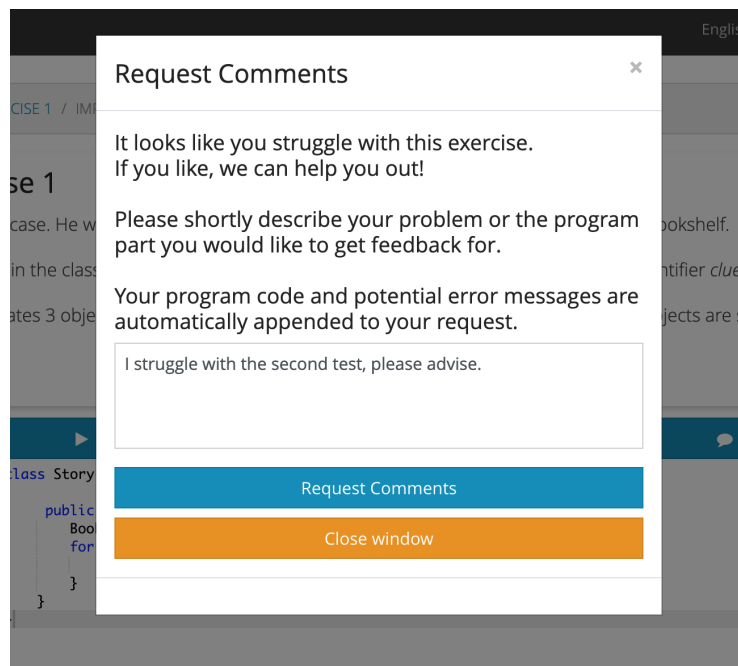 Englis
Request Comments ×
CISE 1 / IMP
It looks like you struggle with this exercise.
If you like, we can help you out!
se 1
case. He w
Please shortly describe your problem or the program
part you would like to get feedback for.
ookshelf.
in the class
ntifier clue
Your program code and potential error messages are
automatically appended to your request.
ates 3 obje
jects are s
I struggle with the second test, please advise.
class Story
Request Comments
public
Boo
for
Close window
}
}